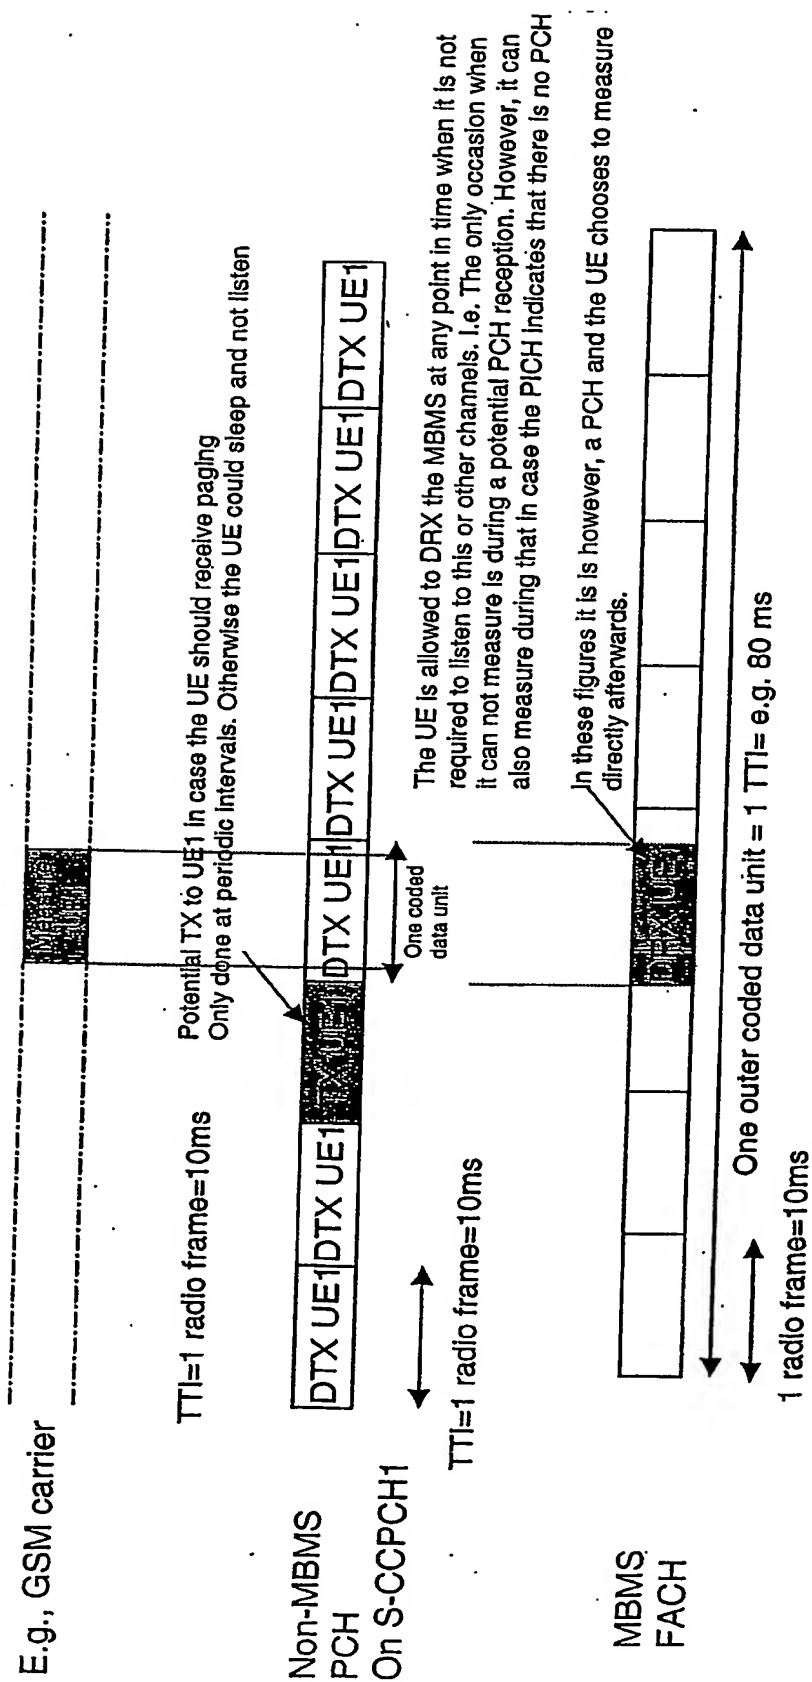 E.g., GSM carrier
Measure
TTI=1 radio frame=10ms
Potential TX to UE1 in case the UE should receive paging
Only done at periodic intervals. Otherwise the UE could sleep and not listen
Non-MBMS
PCH
On S-CCPCH1
DTX UE1 DTX UE1 TX UE1 DTX UE1 DTX UE1 DTX UE1 DTX UE1 DTX UE1
One coded
data unit
TTI=1 radio frame=10ms
The UE is allowed to DRX the MBMS at any point in time when it is not
required to listen to this or other channels. I.e. The only occasion when
it can not measure is during a potential PCH reception. However, it can
also measure during that in case the PICH indicates that there is no PCH
In these figures it is is however, a PCH and the UE chooses to measure
directly afterwards.
MBMS
FACH
DRX UE1
One outer coded data unit = 1 TTI= e.g. 80 ms
1 radio frame=10ms